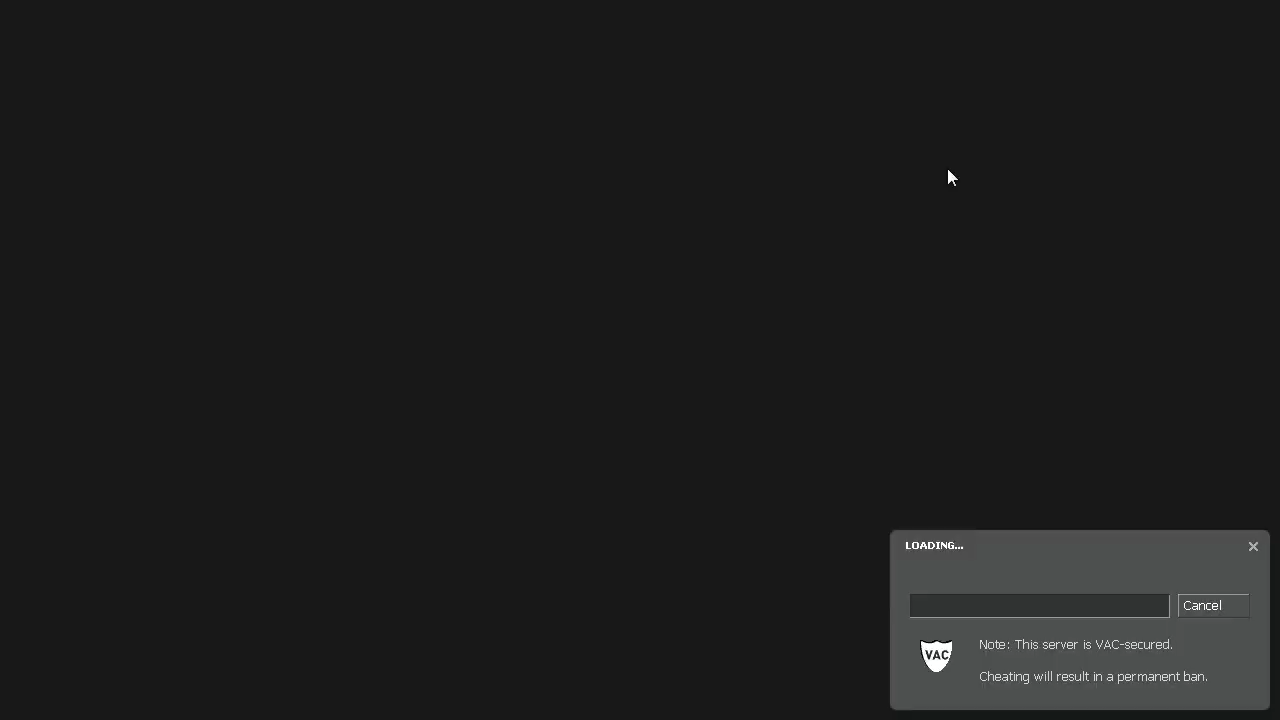 LOADING...
Cancel
VAC
Note: This server is VAC-secured.
Cheating will result in a permanent ban.